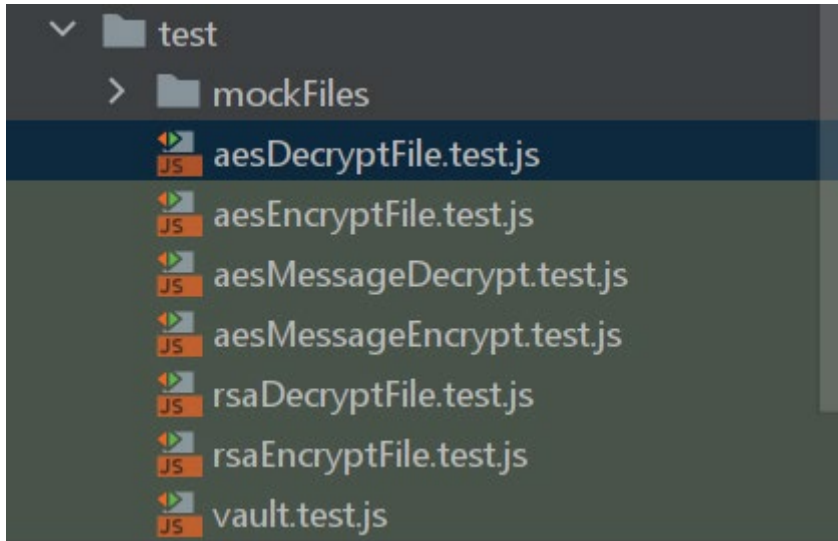 test
mockFiles
JS aesDecryptFile.test.js
JS aesEncryptFile.test.js
JS aesMessageDecrypt.test.js
JS aesMessageEncrypt.test.js
JS rsaDecryptFile.test.js
JS rsaEncryptFile.test.js
JS vault.test.js